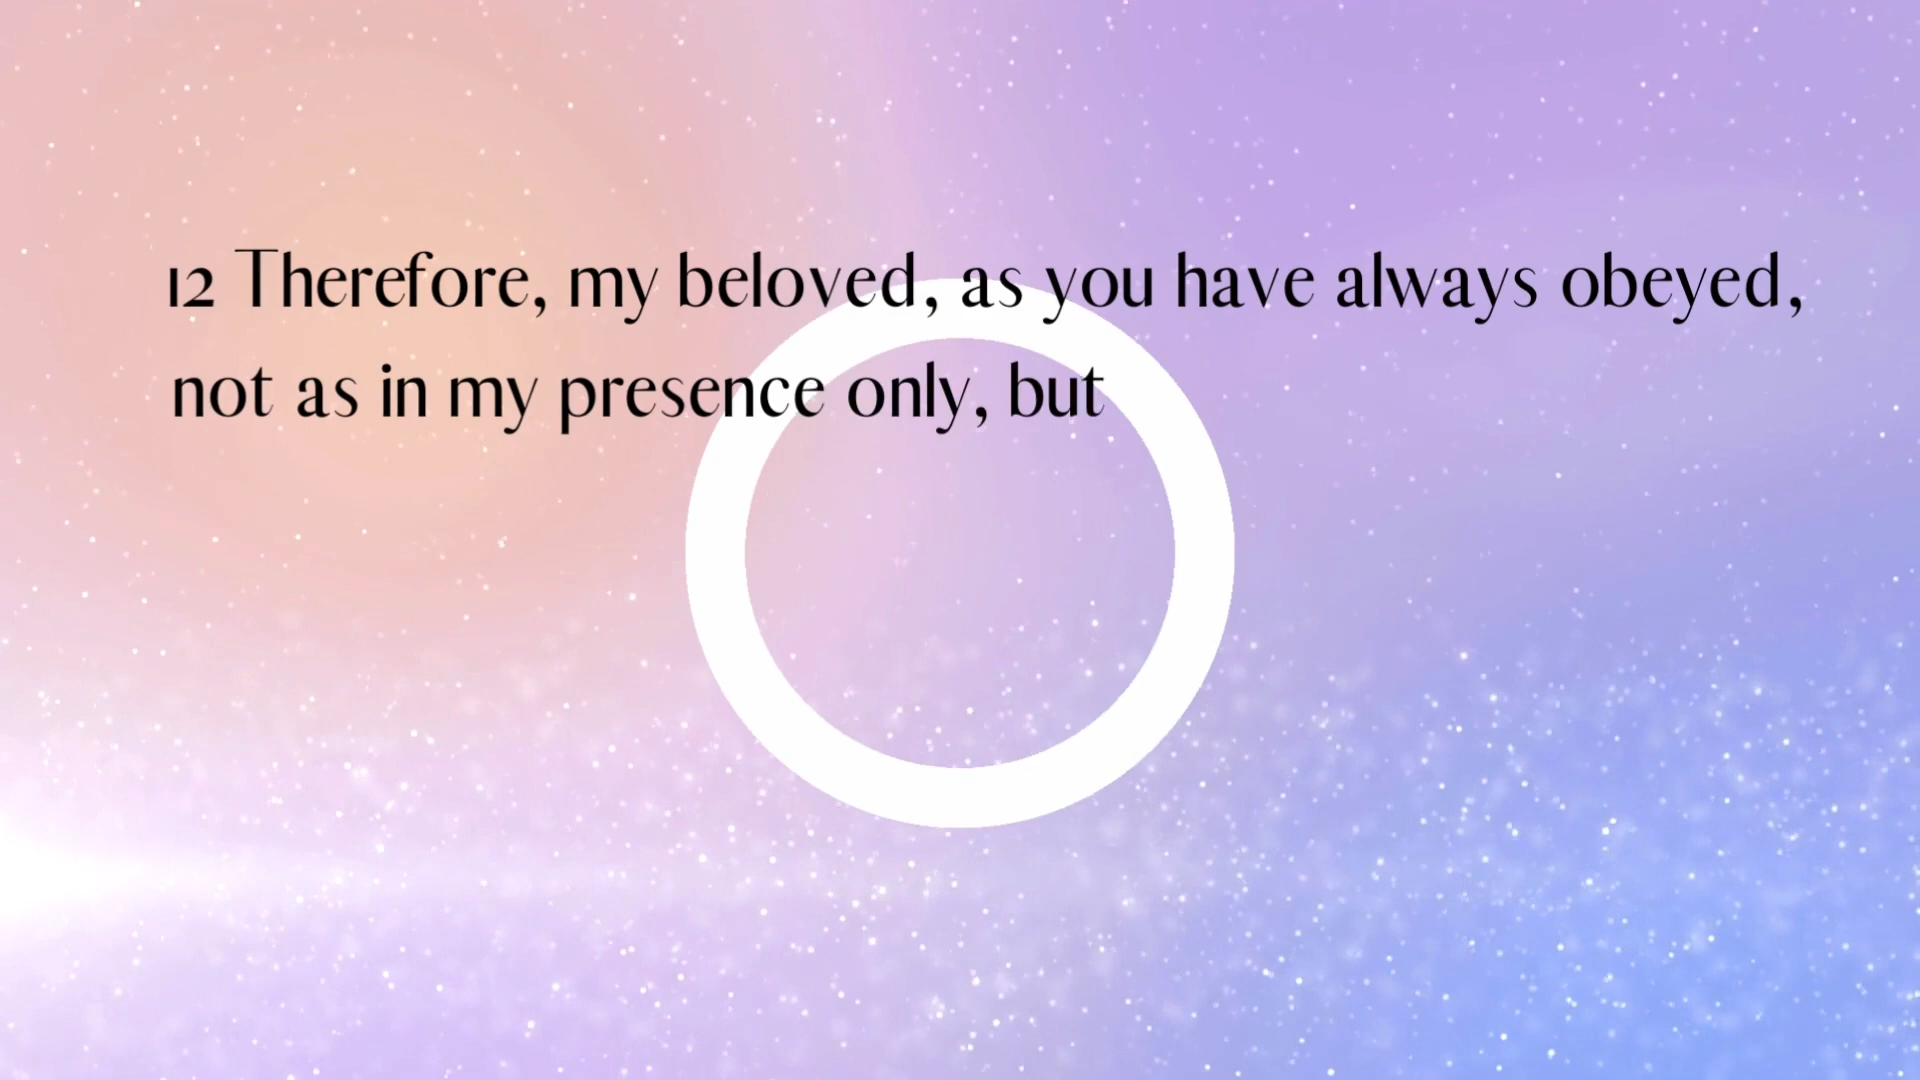 12 Therefore, my beloved, as you have always obeyed,
not as in my presence only, but